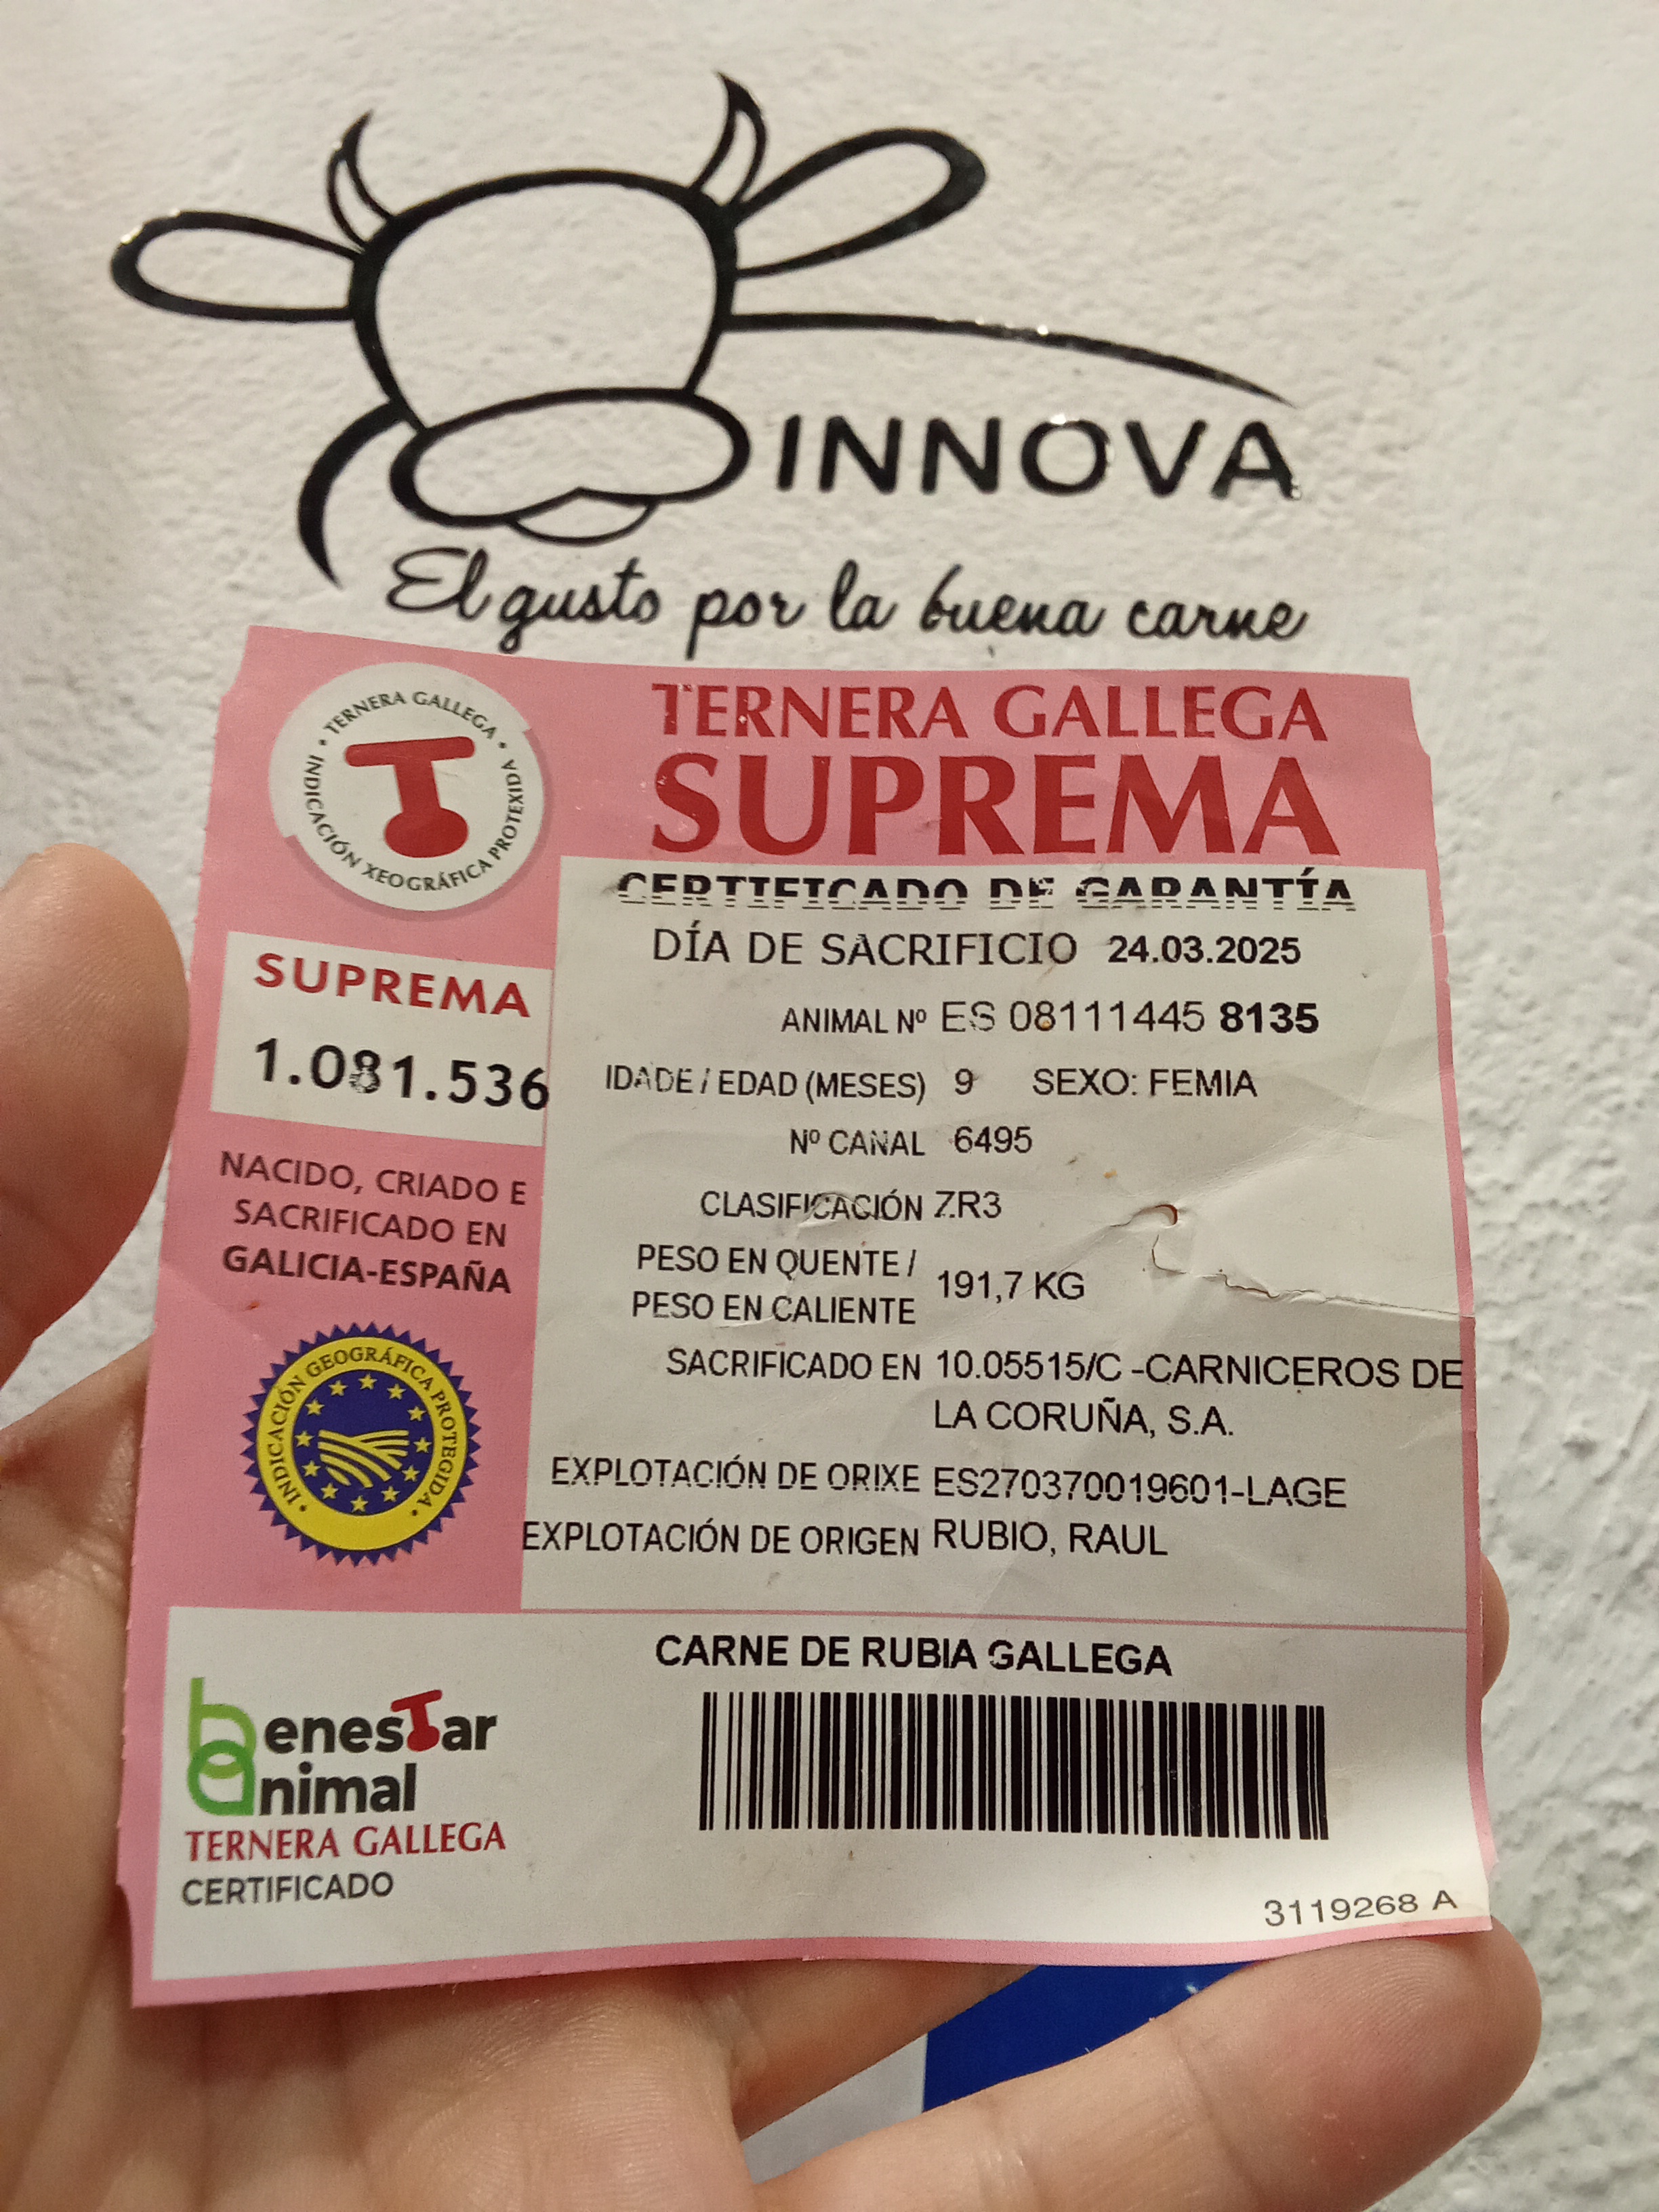 INNOVA
El gusto por la buena carne
TERNERA GALLEGA
INDICACIÓN XEOGRÁFICA PROTEXIDA
TERNERA GALLEGA
SUPREMA
CERTIFICADO DE GARANTÍA
DÍA DE SACRIFICIO 24.03.2025
ANIMAL Nº ES 08111445 8135
IDADE / EDAD (MESES) 9 SEXO: FEMIA
Nº CANAL 6495
CLASIFICACIÓN ZR3
PESO EN QUENTE /
PESO EN CALIENTE 191,7 KG
SACRIFICADO EN 10.05515/C -CARNICEROS DE
LA CORUÑA, S.A.
EXPLOTACIÓN DE ORIXE ES270370019601-LAGE
EXPLOTACIÓN DE ORIGEN RUBIO, RAUL
SUPREMA
1.081.536
NACIDO, CRIADO E
SACRIFICADO EN
GALICIA-ESPAÑA
INDICACIÓN GEOGRÁFICA PROTEGIDA
benesTar
animal
TERNERA GALLEGA
CERTIFICADO
CARNE DE RUBIA GALLEGA
3119268 A